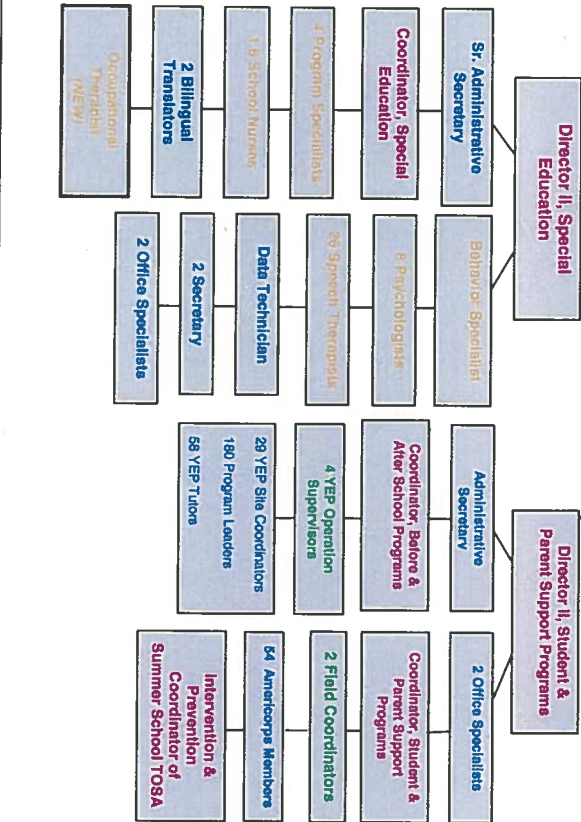 Director II, Special
Education
Sr. Administrative
Secretary
Coordinator, Special
Education
4 Program Specialists
1.6 School Nurses
2 Bilingual
Translators
Occupational
Therapist
(NEW)
Behavior Specialist
8 Psychologists
26 Speech Therapists
Data Technician
2 Secretary
2 Office Specialists
Director II, Student &
Parent Support Programs
Administrative
Secretary
Coordinator, Before &
After School Programs
4 YEP Operation
Supervisors
29 YEP Site Coordinators
180 Program Leaders
58 YEP Tutors
2 Office Specialists
Coordinator, Student &
Parent Support
Programs
2 Field Coordinators
54 Americorps Members
Intervention &
Prevention
Coordinator of
Summer School TOSA